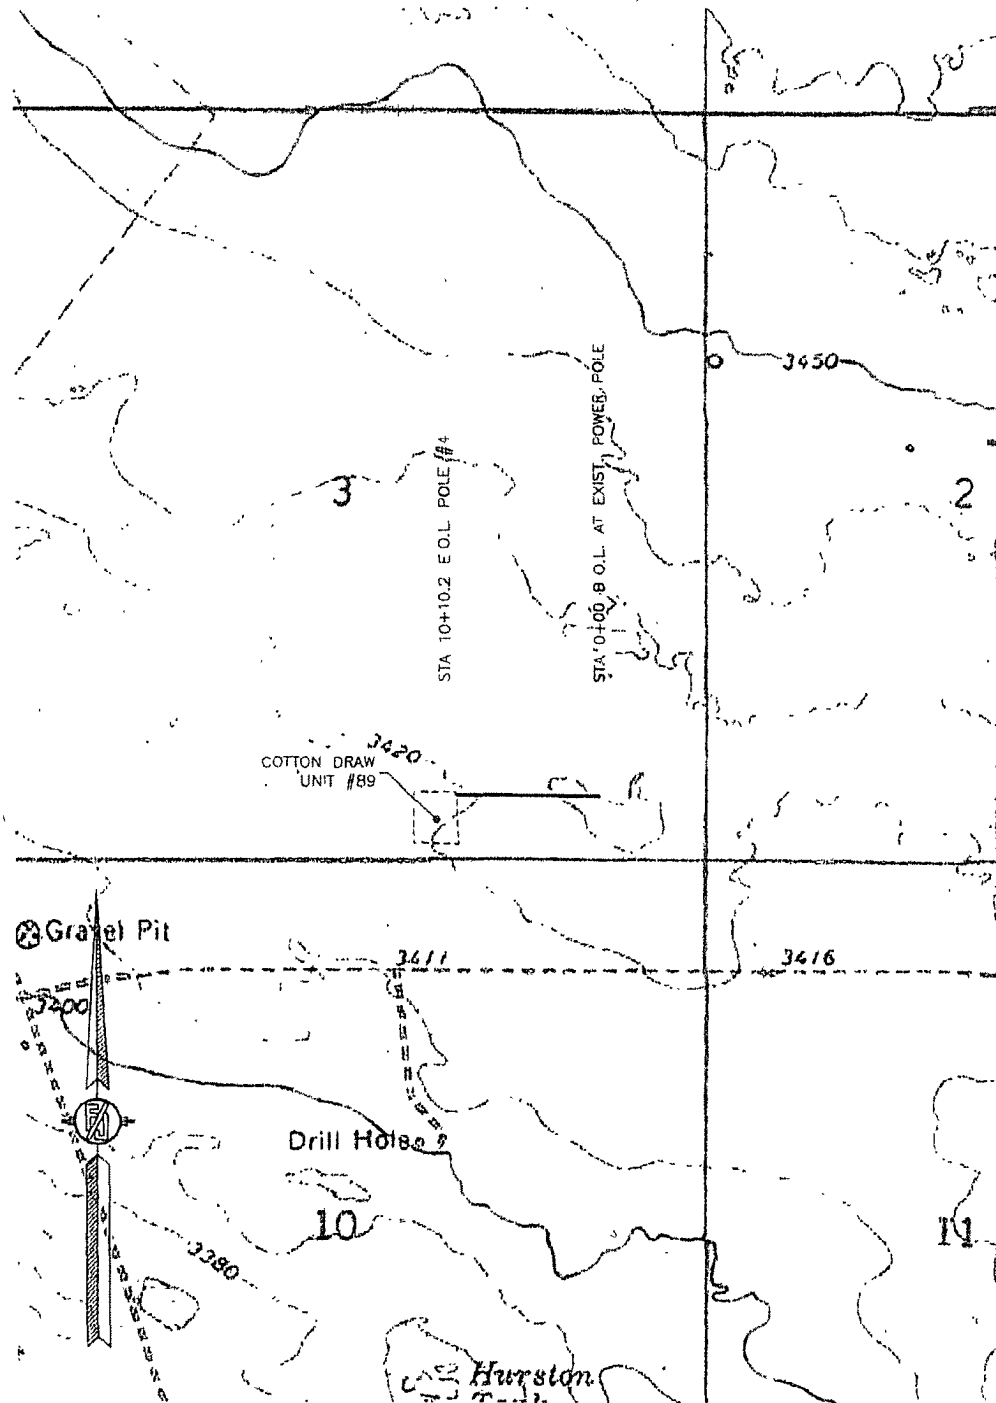 3450
STA 10+10.2 E O.L. POLE #4
STA 0+00 B O.L. AT EXIST. POWER POLE
3
2
3420
COTTON DRAW
UNIT #89
Gravel Pit
3411
3416
3400
Drill Hole
10
11
3380
Hurston